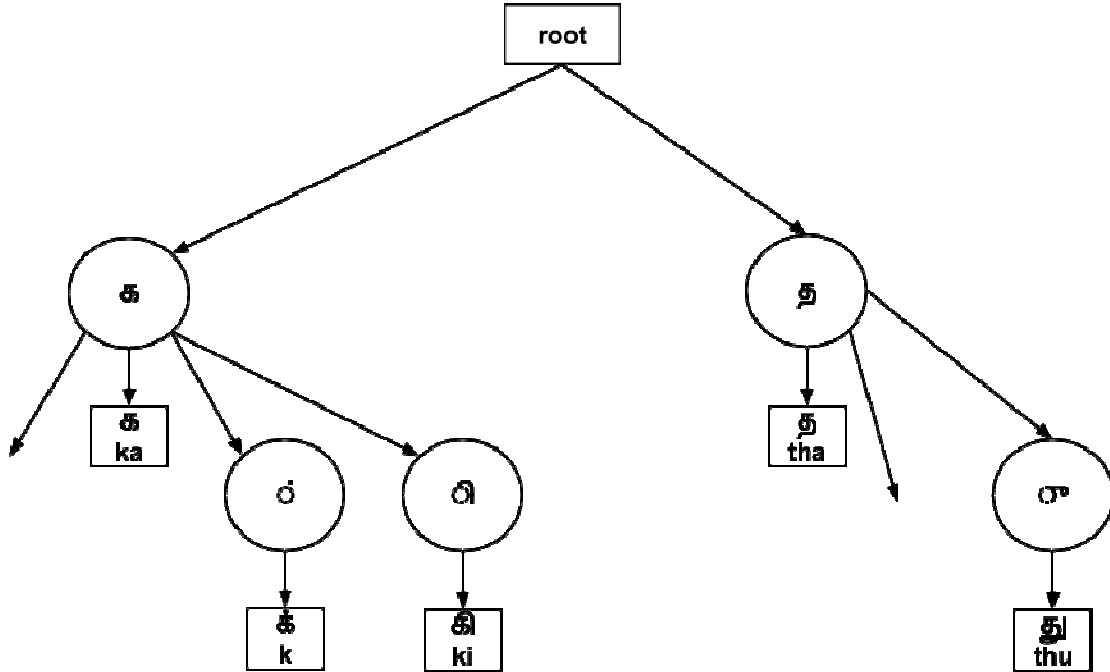 root
க
த
க
ka
த
tha
◌்
◌ி
◌ா
க்
k
கி
ki
து
thu